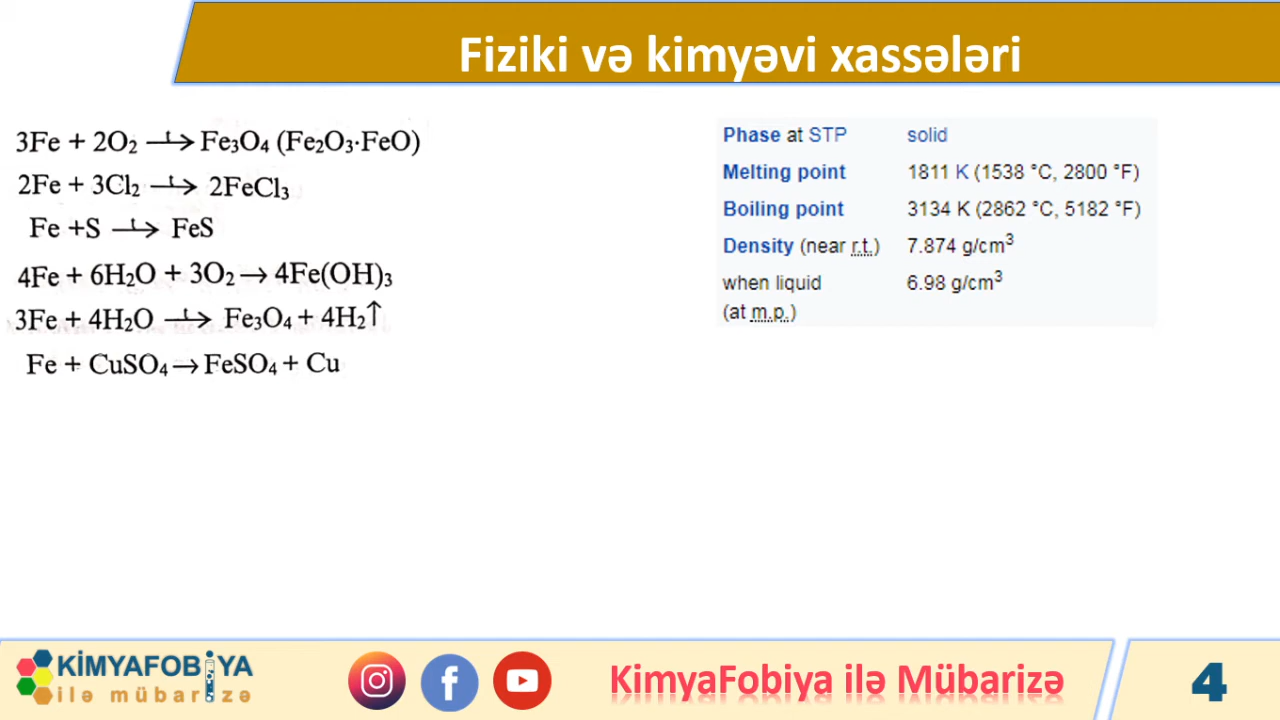 Fiziki və kimyəvi xassələri
3Fe + 2O₂ —t→ Fe₃O₄ (Fe₂O₃·FeO)
2Fe + 3Cl₂ —t→ 2FeCl₃
Fe +S —t→ FeS
4Fe + 6H₂O + 3O₂ → 4Fe(OH)₃
3Fe + 4H₂O —t→ Fe₃O₄ + 4H₂↑
Fe + CuSO₄ → FeSO₄ + Cu
Phase at STP solid
Melting point 1811 K (1538 °C, 2800 °F)
Boiling point 3134 K (2862 °C, 5182 °F)
Density (near r.t.) 7.874 g/cm³
when liquid 6.98 g/cm³
(at m.p.)
KİMYAFOBİYA
ilə mübarizə
KimyaFobiya ilə Mübarizə
4